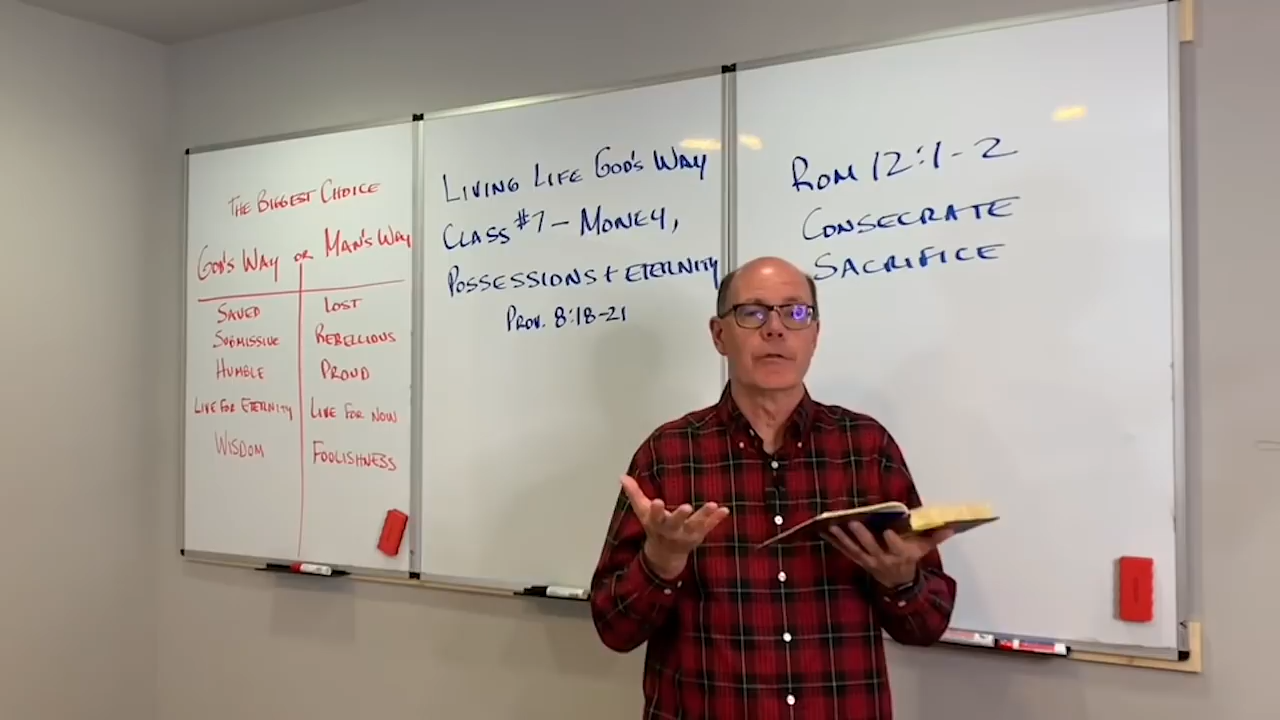 THE BIGGEST CHOICE
GOD'S WAY OR MAN'S WAY
SAVED LOST
SUBMISSIVE REBELLIOUS
HUMBLE PROUD
LIVE FOR ETERNITY LIVE FOR NOW
WISDOM FOOLISHNESS
LIVING LIFE GOD'S WAY
CLASS #7 – MONEY,
POSSESSIONS + ETERNITY
PROV. 8:18-21
ROM 12:1-2
CONSECRATE
SACRIFICE